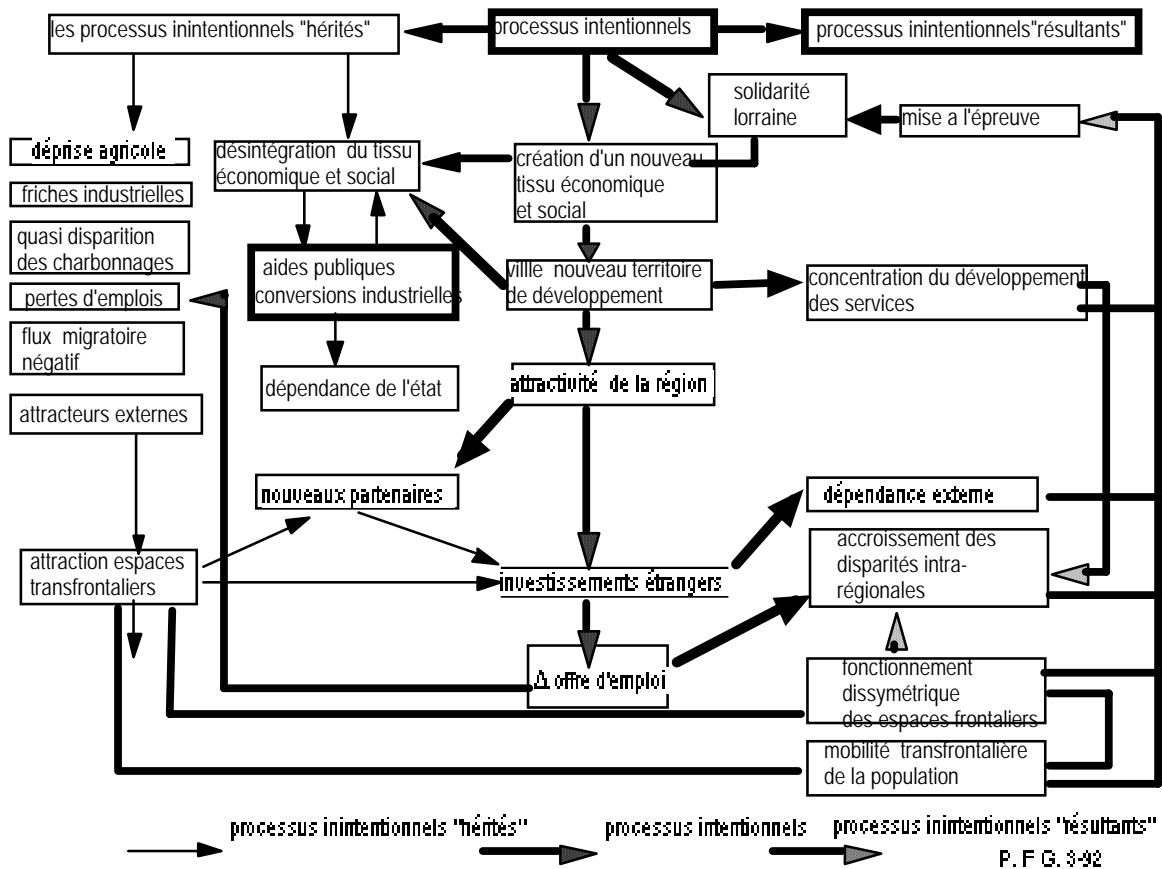 les processus inintentionnels "hérités"
processus intentionnels
processus inintentionnels"résultants"
solidarité
lorraine
mise a l'épreuve
déprise agricole
désintégration du tissu
économique et social
création d'un nouveau
tissu économique
et social
friches industrielles
quasi disparition
des charbonnages
aides publiques
conversions industrielles
villle nouveau territoire
de développement
concentration du développement
des services
pertes d'emplois
flux migratoire
négatif
dépendance de l'état
attractivité de la région
attracteurs externes
nouveaux partenaires
dépendance externe
attraction espaces
transfrontaliers
investissements étrangers
accroissement des
disparités intra-
régionales
Δ offre d'emploi
fonctionnement
dissymétrique
des espaces frontaliers
mobilité transfrontalière
de la population
processus inintentionnels "hérités"
processus intentionnels
processus inintentionnels "résultants"
P. F G. 3-92